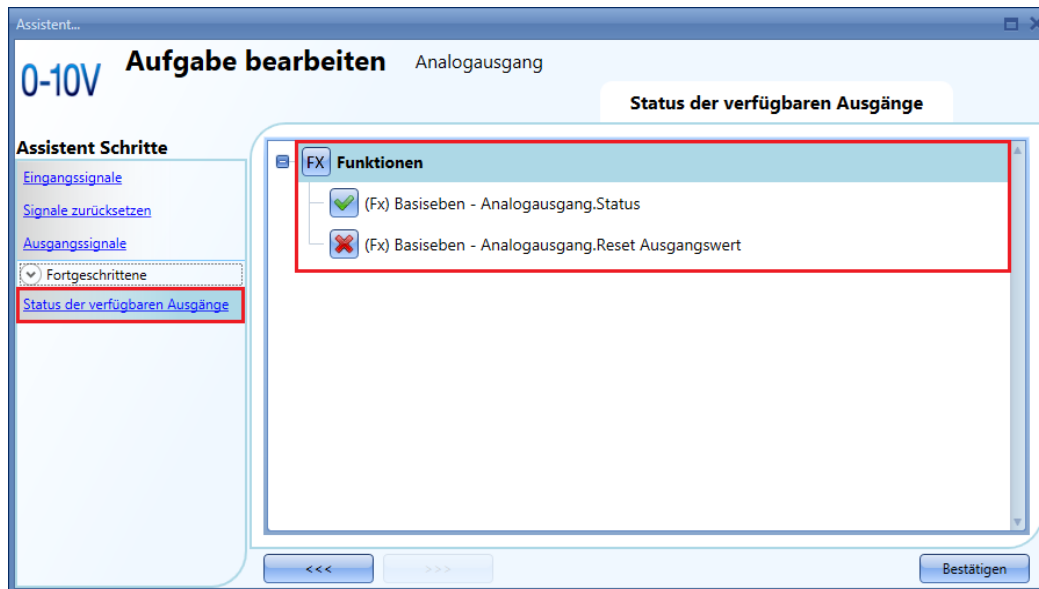 Assistent...
0-10V
Aufgabe bearbeiten Analogausgang
Status der verfügbaren Ausgänge
Assistent Schritte
Eingangssignale
Signale zurücksetzen
Ausgangssignale
Fortgeschrittene
Status der verfügbaren Ausgänge
FX Funktionen
(Fx) Basiseben - Analogausgang.Status
(Fx) Basiseben - Analogausgang.Reset Ausgangswert
<<<
>>>
Bestätigen